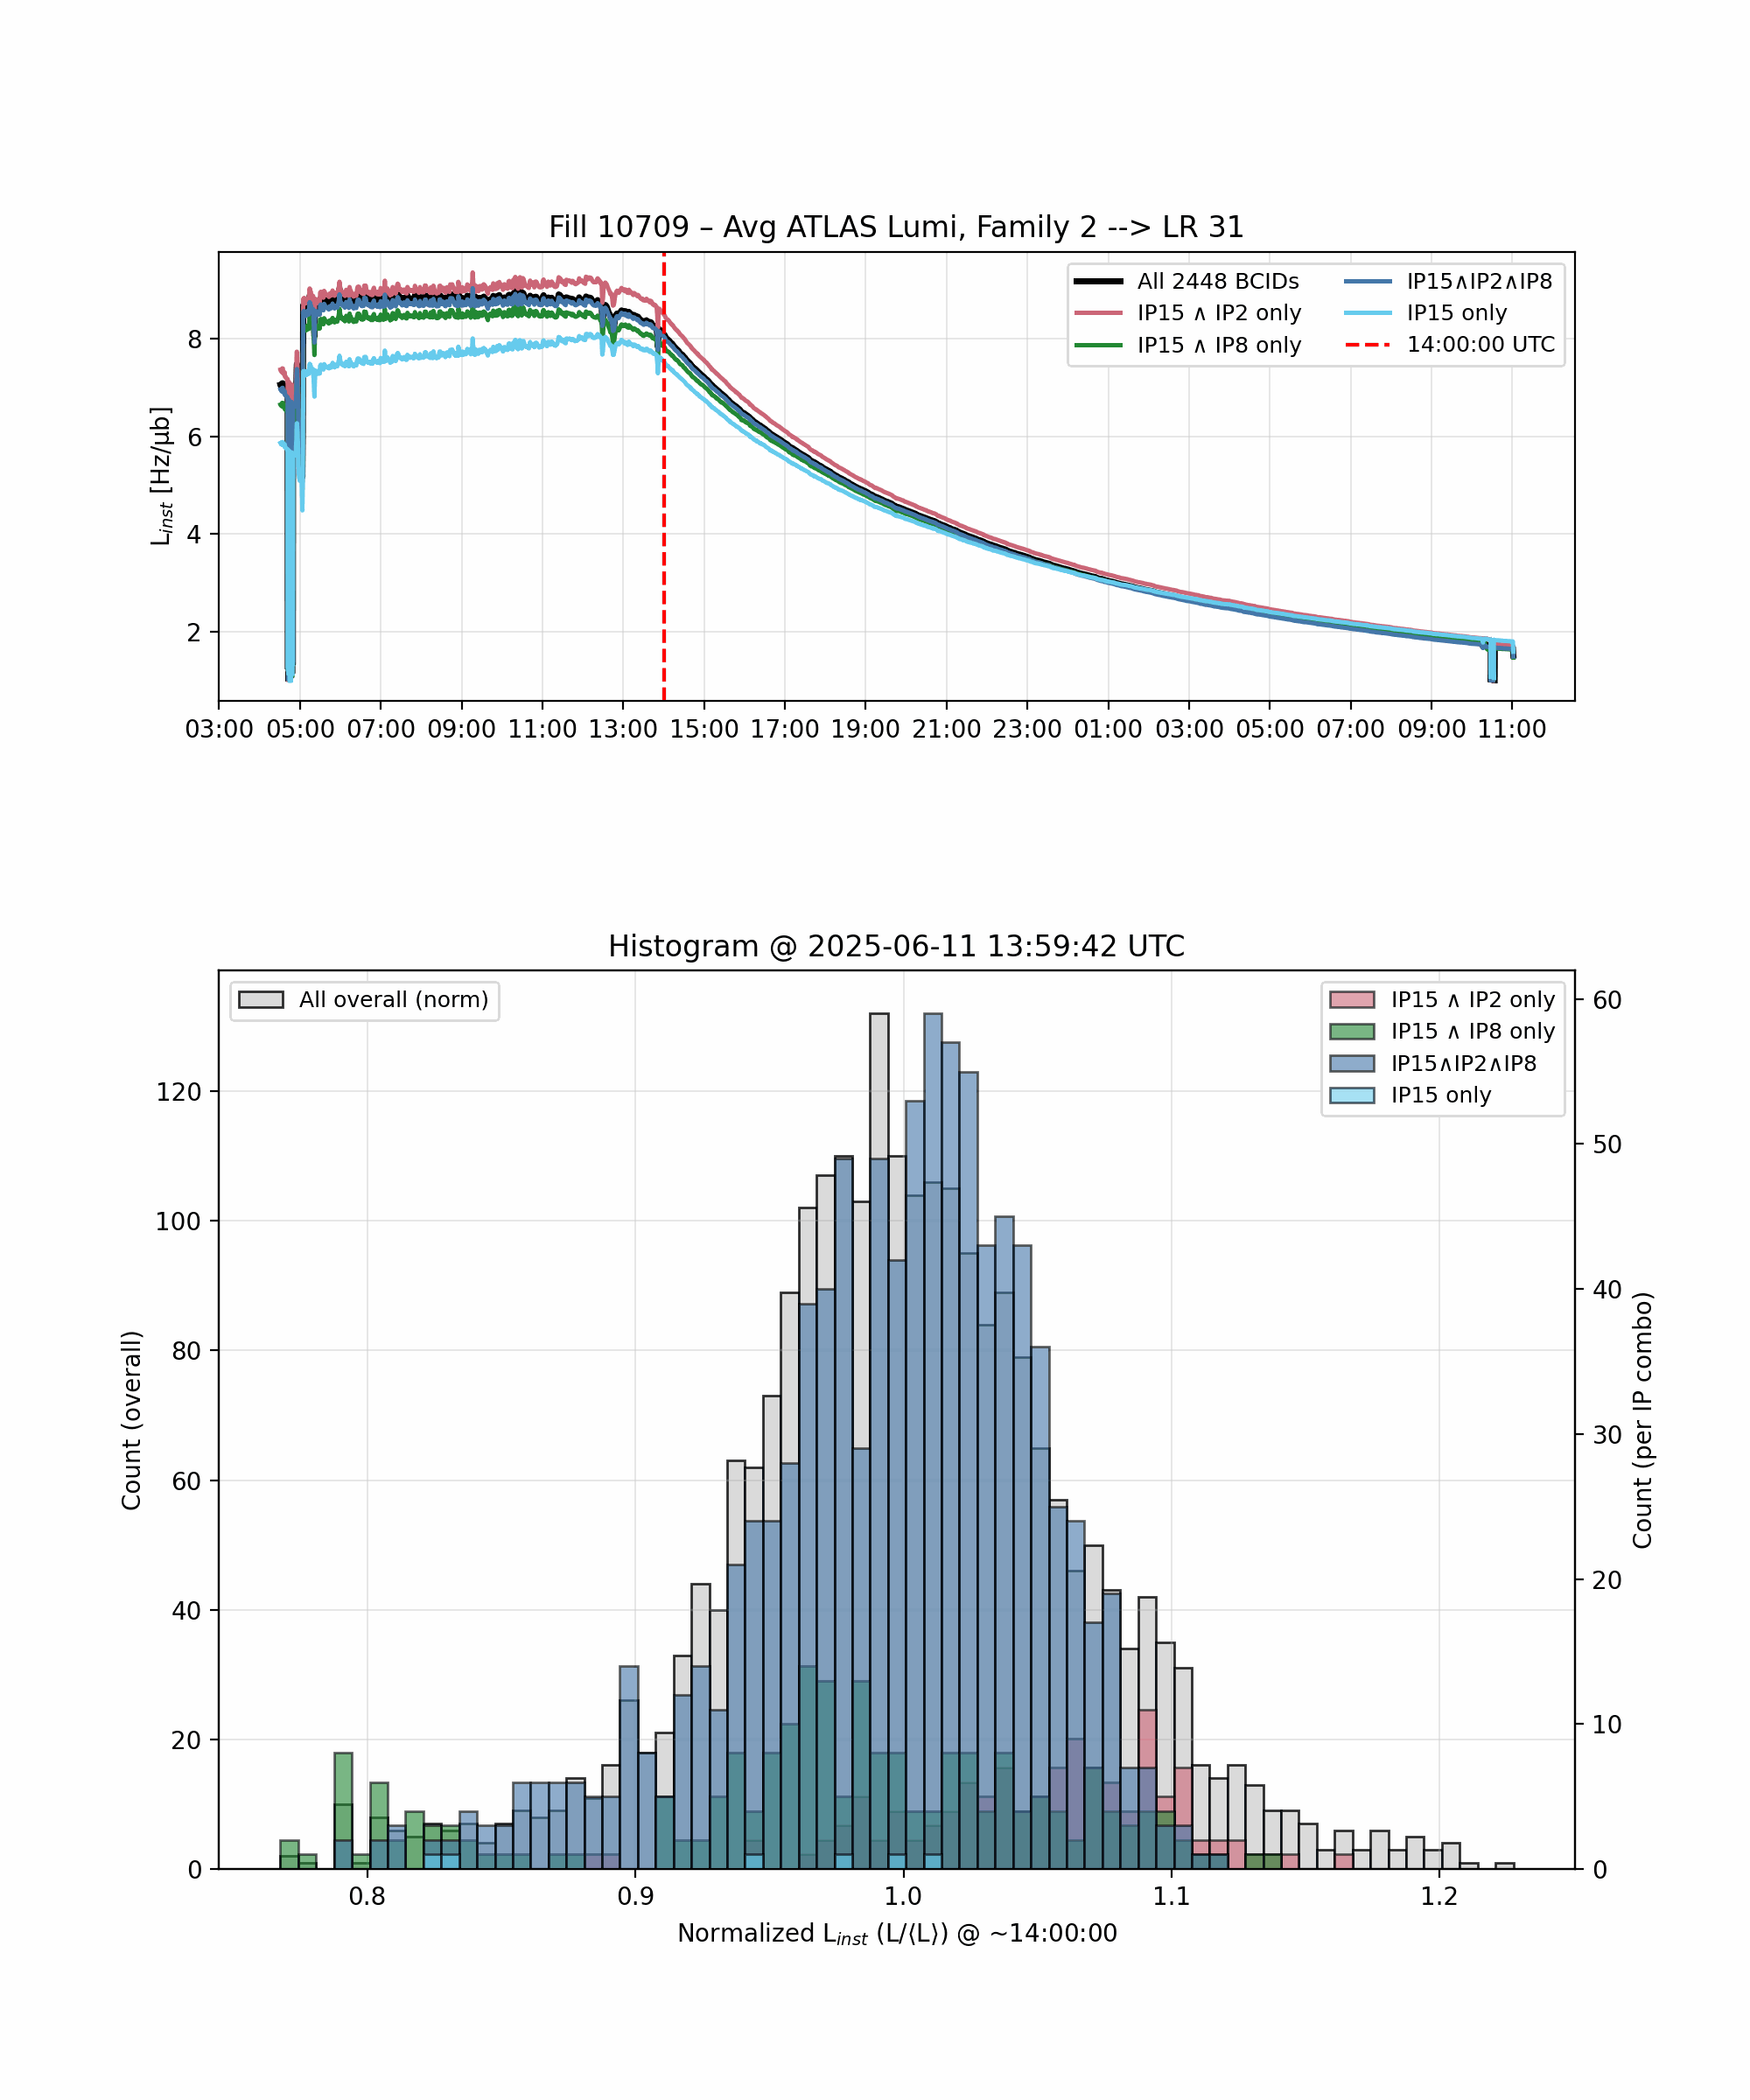 Fill 10709 – Avg ATLAS Lumi, Family 2 --> LR 31
All 2448 BCIDs
IP15 ∧ IP2 only
IP15 ∧ IP8 only
IP15∧IP2∧IP8
IP15 only
14:00:00 UTC
L_inst [Hz/μb]
8
6
4
2
03:00 05:00 07:00 09:00 11:00 13:00 15:00 17:00 19:00 21:00 23:00 01:00 03:00 05:00 07:00 09:00 11:00
Histogram @ 2025-06-11 13:59:42 UTC
All overall (norm)
IP15 ∧ IP2 only
IP15 ∧ IP8 only
IP15∧IP2∧IP8
IP15 only
Count (overall)
120
100
80
60
40
20
0
60
50
40
30
20
10
0
Count (per IP combo)
0.8 0.9 1.0 1.1 1.2
Normalized L_inst (L/⟨L⟩) @ ~14:00:00